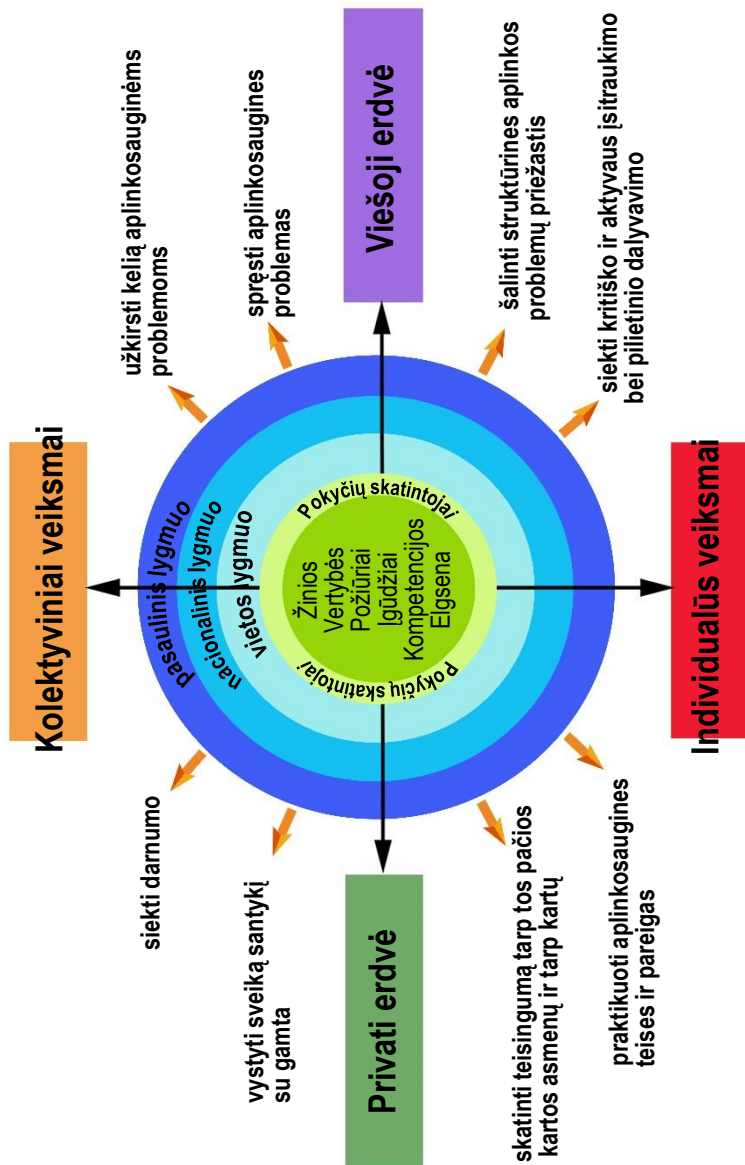 Kolektyviniai veiksmai
užkirsti kelią aplinkosauginėms
problemoms
spręsti aplinkosaugines
problemas
siekti darnumo
vystyti sveiką santykį
su gamta
pasaulinis lygmuo
nacionalinis lygmuo
vietos lygmuo
Pokyčių skatintojai
Žinios
Vertybės
Požiūriai
Įgūdžiai
Kompetencijos
Elgsena
Pokyčių skatintojai
Privati erdvė
Viešoji erdvė
skatinti teisingumą tarp tos pačios
kartos asmenų ir tarp kartų
praktikuoti aplinkosaugines
teises ir pareigas
šalinti struktūrines aplinkos
problemų priežastis
siekti kritiško ir aktyvaus įsitraukimo
bei pilietinio dalyvavimo
Individualūs veiksmai